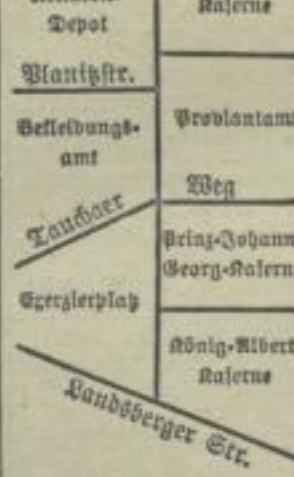 Depot
Kaserne
Planitzstr.
Bekleidungs-
amt
Proviantamt
Weg
Tauchaer
Prinz-Johann
Georg-Kaserne
Exerzierplatz
König-Albert
Kaserne
Landsberger Str.